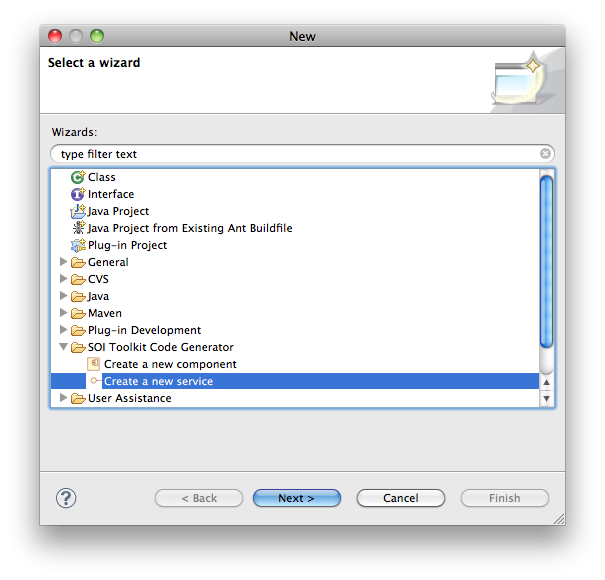 New
Select a wizard
Wizards:
type filter text
Class
Interface
Java Project
Java Project from Existing Ant Buildfile
Plug-in Project
General
CVS
Java
Maven
Plug-in Development
SOI Toolkit Code Generator
Create a new component
Create a new service
User Assistance
? < Back Next > Cancel Finish